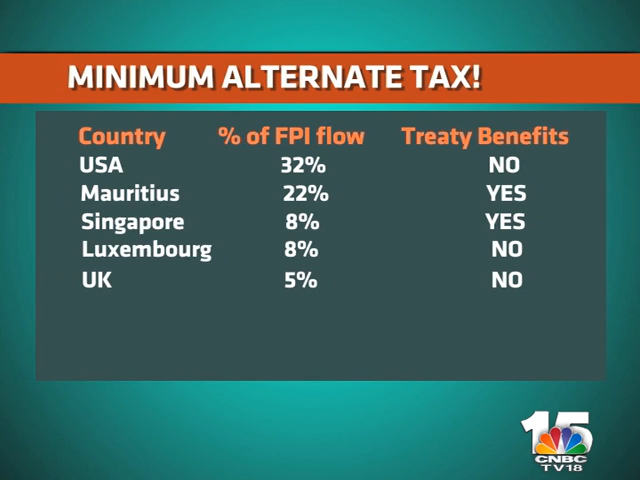 MINIMUM ALTERNATE TAX!
Country % of FPI flow Treaty Benefits
USA 32% NO
Mauritius 22% YES
Singapore 8% YES
Luxembourg 8% NO
UK 5% NO
15
CNBC
TV18